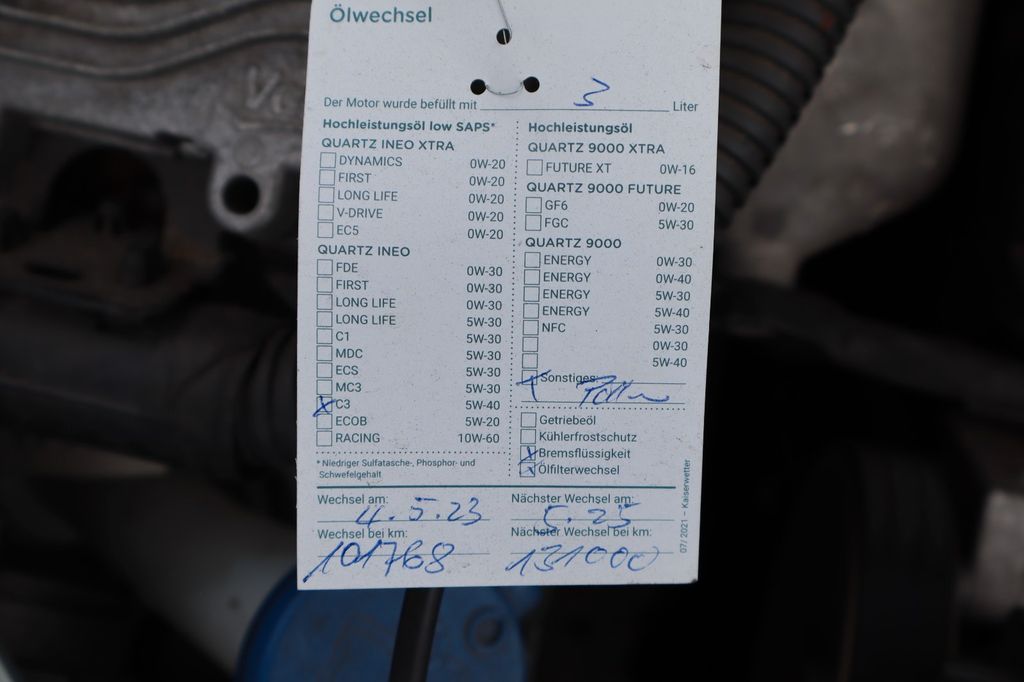 Ölwechsel
Der Motor wurde befüllt mit 3 Liter
Hochleistungsöl low SAPS*
QUARTZ INEO XTRA
DYNAMICS 0W-20
FIRST 0W-20
LONG LIFE 0W-20
V-DRIVE 0W-20
EC5 0W-20
QUARTZ INEO
FDE 0W-30
FIRST 0W-30
LONG LIFE 0W-30
LONG LIFE 5W-30
C1 5W-30
MDC 5W-30
ECS 5W-30
MC3 5W-30
C3 5W-40
ECOB 5W-20
RACING 10W-60
* Niedriger Sulfatasche-, Phosphor- und
Schwefelgehalt
Hochleistungsöl
QUARTZ 9000 XTRA
FUTURE XT 0W-16
QUARTZ 9000 FUTURE
GF6 0W-20
FGC 5W-30
QUARTZ 9000
ENERGY 0W-30
ENERGY 0W-40
ENERGY 5W-30
ENERGY 5W-40
NFC 5W-30
0W-30
5W-40
Sonstiges:
Getriebeöl
Kühlerfrostschutz
Bremsflüssigkeit
Ölfilterwechsel
Wechsel am: 4.5.23
Nächster Wechsel am: 5.25
Wechsel bei km: 101768
Nächster Wechsel bei km: 131000
07/2021 – Kaiserwetter